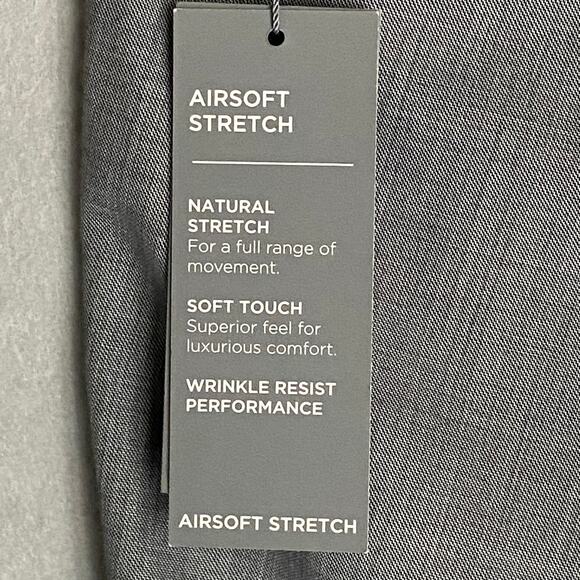 AIRSOFT
STRETCH
NATURAL
STRETCH
For a full range of
movement.
SOFT TOUCH
Superior feel for
luxurious comfort.
WRINKLE RESIST
PERFORMANCE
AIRSOFT STRETCH